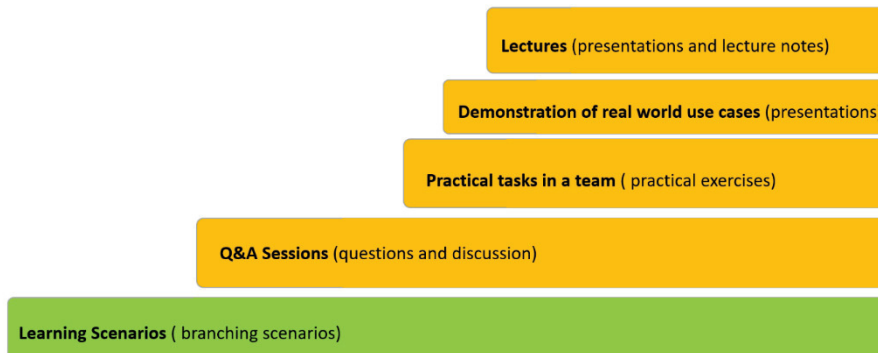 Lectures (presentations and lecture notes)
Demonstration of real world use cases (presentations
Practical tasks in a team ( practical exercises)
Q&A Sessions (questions and discussion)
Learning Scenarios ( branching scenarios)